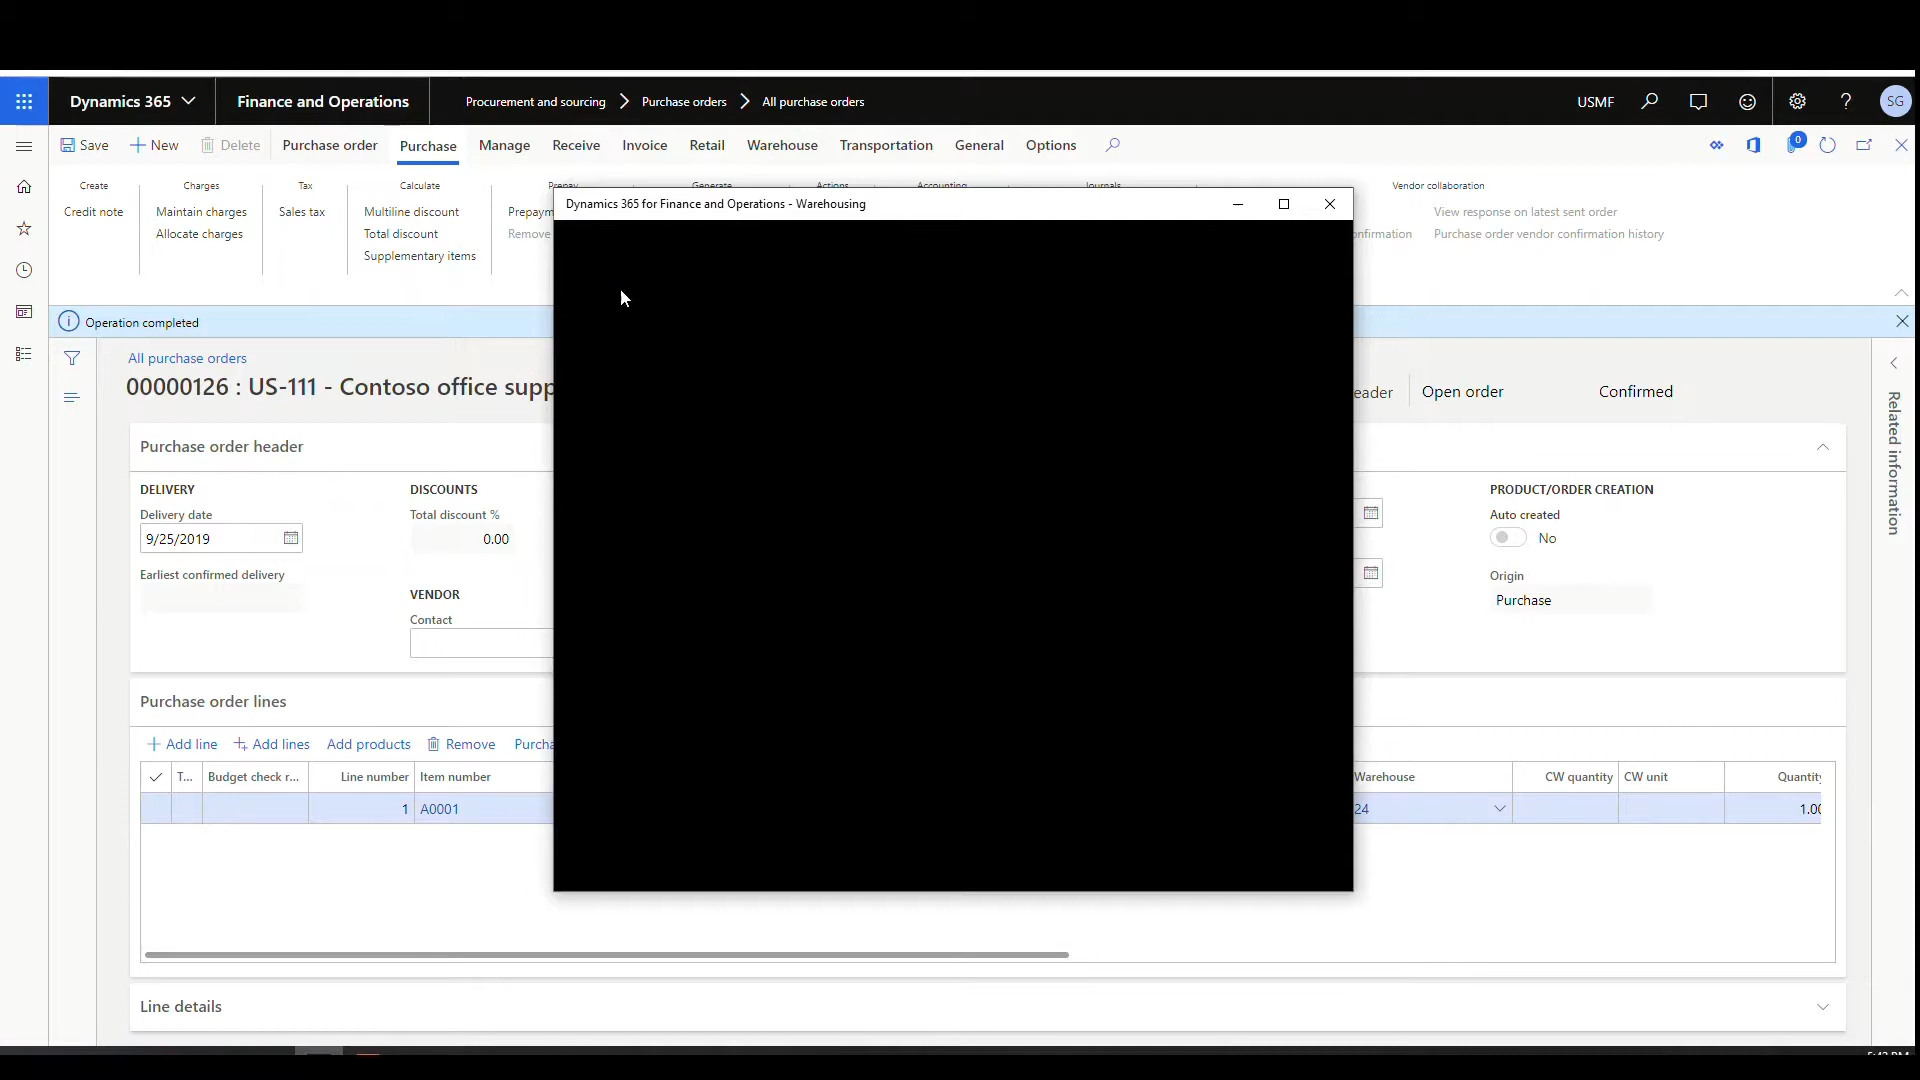 Dynamics 365
Finance and Operations
Procurement and sourcing
Purchase orders
All purchase orders
USMF
?
SG
Save
New
Delete
Purchase order
Purchase
Manage
Receive
Invoice
Retail
Warehouse
Transportation
General
Options
0
Create
Credit note
Charges
Maintain charges
Allocate charges
Tax
Sales tax
Calculate
Multiline discount
Total discount
Supplementary items
Prepay
Prepaym
Remove
Generate
Actions
Accounting
Journals
Vendor collaboration
View response on latest sent order
Purchase order vendor confirmation history
onfirmation
Dynamics 365 for Finance and Operations - Warehousing
Operation completed
All purchase orders
00000126 : US-111 - Contoso office supp
eader
Open order
Confirmed
Related information
Purchase order header
DELIVERY
Delivery date
9/25/2019
Earliest confirmed delivery
DISCOUNTS
Total discount %
0.00
VENDOR
Contact
PRODUCT/ORDER CREATION
Auto created
No
Origin
Purchase
Purchase order lines
Add line
Add lines
Add products
Remove
Purcha
T...
Budget check r...
Line number
Item number
Warehouse
CW quantity
CW unit
Quantity
1
A0001
24
1.00
Line details